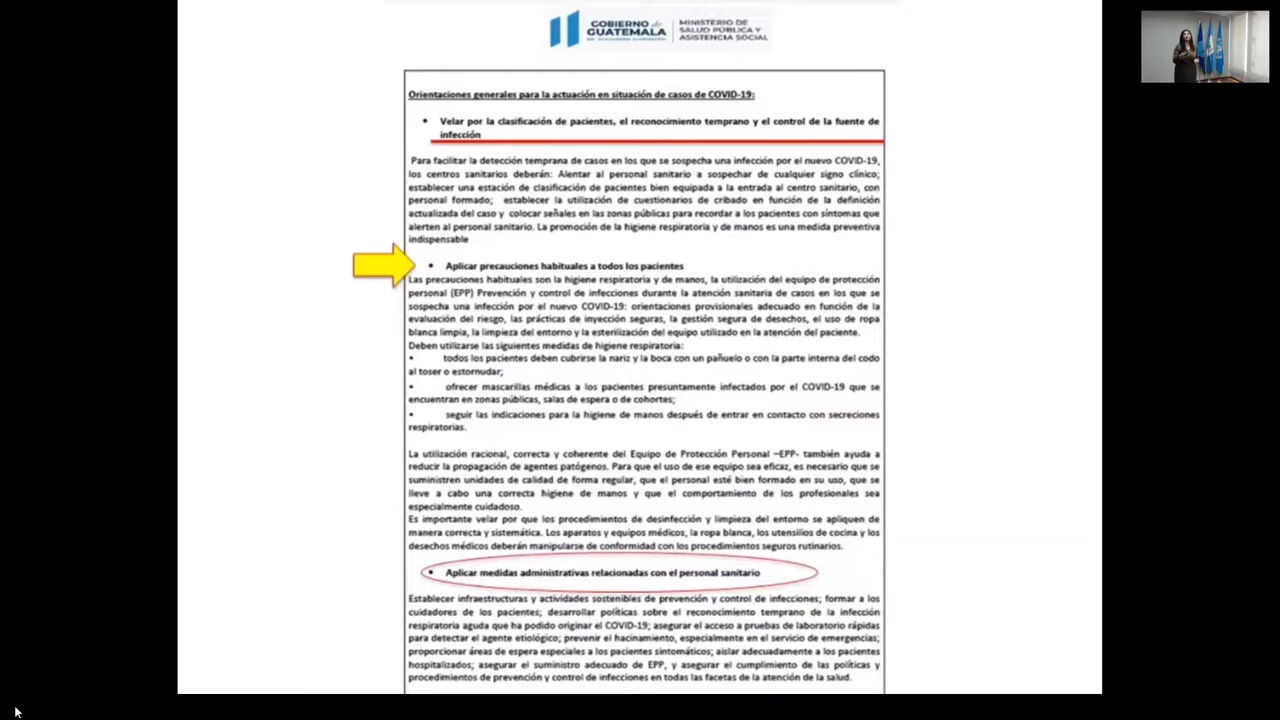 GOBIERNO de
GUATEMALA
MINISTERIO DE
SALUD PÚBLICA Y
ASISTENCIA SOCIAL
Orientaciones generales para la actuación en situación de casos de COVID-19:
• Velar por la clasificación de pacientes, el reconocimiento temprano y el control de la fuente de
infección
Para facilitar la detección temprana de casos en los que se sospecha una infección por el nuevo COVID-19,
los centros sanitarios deberán: Alentar al personal sanitario a sospechar de cualquier signo clínico;
establecer una estación de clasificación de pacientes bien equipada a la entrada al centro sanitario, con
personal formado; establecer la utilización de cuestionarios de cribado en función de la definición
actualizada del caso y colocar señales en las zonas públicas para recordar a los pacientes con síntomas que
alerten al personal sanitario. La promoción de la higiene respiratoria y de manos es una medida preventiva
indispensable
• Aplicar precauciones habituales a todos los pacientes
Las precauciones habituales son la higiene respiratoria y de manos, la utilización del equipo de protección
personal (EPP) Prevención y control de infecciones durante la atención sanitaria de casos en los que se
sospecha una infección por el nuevo COVID-19: orientaciones provisionales adecuado en función de la
evaluación del riesgo, las prácticas de inyección seguras, la gestión segura de desechos, el uso de ropa
blanca limpia, la limpieza del entorno y la esterilización del equipo utilizado en la atención del paciente.
Deben utilizarse las siguientes medidas de higiene respiratoria:
• todos los pacientes deben cubrirse la nariz y la boca con un pañuelo o con la parte interna del codo
al toser o estornudar;
• ofrecer mascarillas médicas a los pacientes presuntamente infectados por el COVID-19 que se
encuentran en zonas públicas, salas de espera o de cohortes;
• seguir las indicaciones para la higiene de manos después de entrar en contacto con secreciones
respiratorias.
La utilización racional, correcta y coherente del Equipo de Protección Personal –EPP- también ayuda a
reducir la propagación de agentes patógenos. Para que el uso de ese equipo sea eficaz, es necesario que se
suministren unidades de calidad de forma regular, que el personal esté bien formado en su uso, que se
lleve a cabo una correcta higiene de manos y que el comportamiento de los profesionales sea
especialmente cuidadoso.
Es importante velar por que los procedimientos de desinfección y limpieza del entorno se apliquen de
manera correcta y sistemática. Los aparatos y equipos médicos, la ropa blanca, los utensilios de cocina y los
desechos médicos deberán manipularse de conformidad con los procedimientos seguros rutinarios.
• Aplicar medidas administrativas relacionadas con el personal sanitario
Establecer infraestructuras y actividades sostenibles de prevención y control de infecciones; formar a los
cuidadores de los pacientes; desarrollar políticas sobre el reconocimiento temprano de la infección
respiratoria aguda que ha podido originar el COVID-19; asegurar el acceso a pruebas de laboratorio rápidas
para detectar el agente etiológico; prevenir el hacinamiento, especialmente en el servicio de emergencias;
proporcionar áreas de espera especiales a los pacientes sintomáticos; aislar adecuadamente a los pacientes
hospitalizados; asegurar el suministro adecuado de EPP, y asegurar el cumplimiento de las políticas y
procedimientos de prevención y control de infecciones en todas las facetas de la atención de la salud.